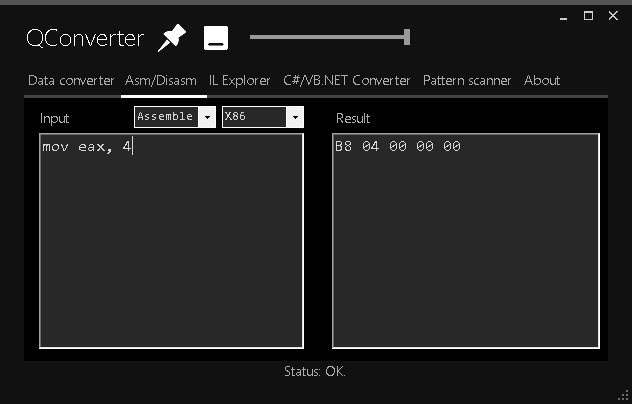 QConverter
Data converter Asm/Disasm IL Explorer C#/VB.NET Converter Pattern scanner About
Input Assemble X86 Result
mov eax, 4
B8 04 00 00 00
Status: OK.